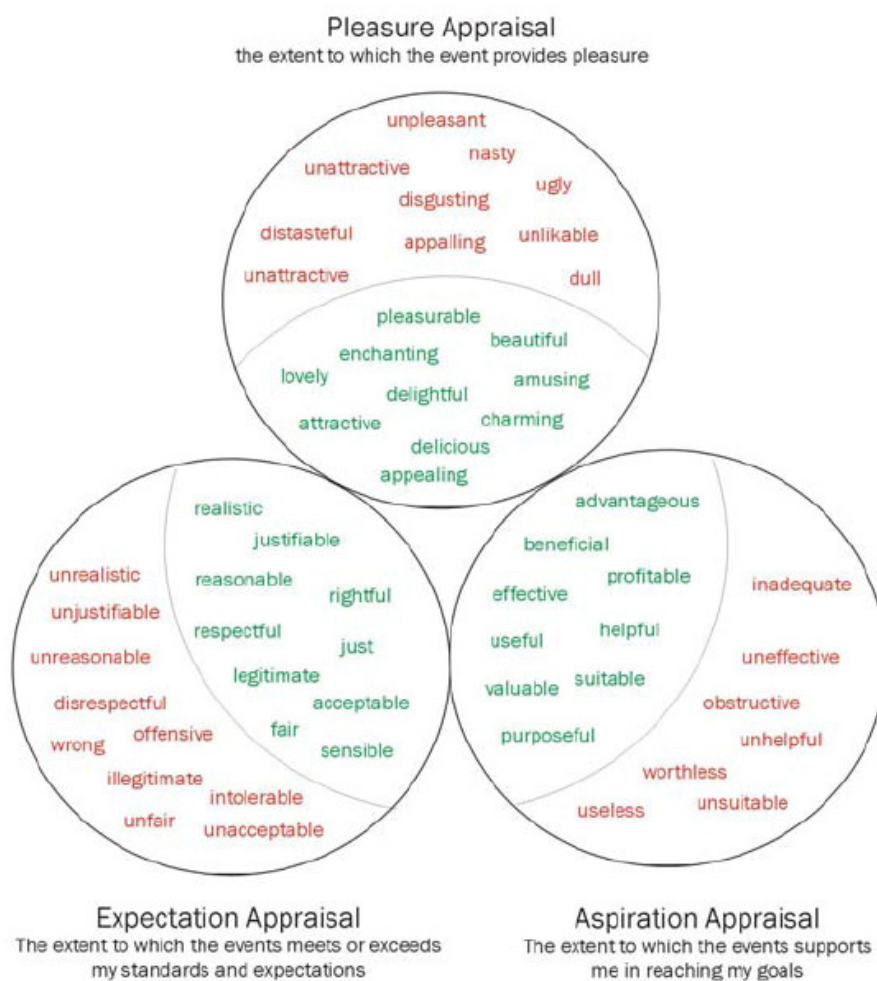 Pleasure Appraisal
the extent to which the event provides pleasure
unpleasant
nasty
unattractive
ugly
disgusting
distasteful
appalling
unlikable
unattractive
dull
pleasurable
beautiful
enchanting
lovely
amusing
delightful
attractive
charming
delicious
appealing
realistic
justifiable
reasonable
rightful
respectful
just
legitimate
acceptable
fair
sensible
unrealistic
unjustifiable
unreasonable
disrespectful
offensive
wrong
illegitimate
intolerable
unfair
unacceptable
advantageous
beneficial
profitable
effective
helpful
useful
suitable
valuable
purposeful
inadequate
uneffective
obstructive
unhelpful
worthless
unsuitable
useless
Expectation Appraisal
The extent to which the events meets or exceeds
my standards and expectations
Aspiration Appraisal
The extent to which the events supports
me in reaching my goals